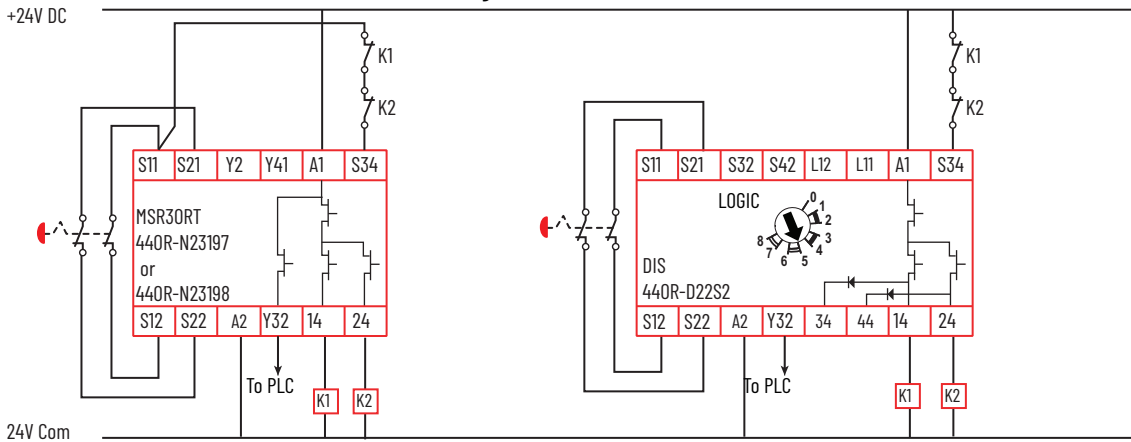 +24V DC
K1
K2
S11 S21 Y2 Y41 A1 S34
MSR30RT
440R-N23197
or
440R-N23198
S12 S22 A2 Y32 14 24
To PLC
K1 K2
24V Com
K1
K2
S11 S21 S32 S42 L12 L11 A1 S34
LOGIC
0
1
2
3
4
5
6
7
8
DIS
440R-D22S2
S12 S22 A2 Y32 34 44 14 24
To PLC
K1 K2